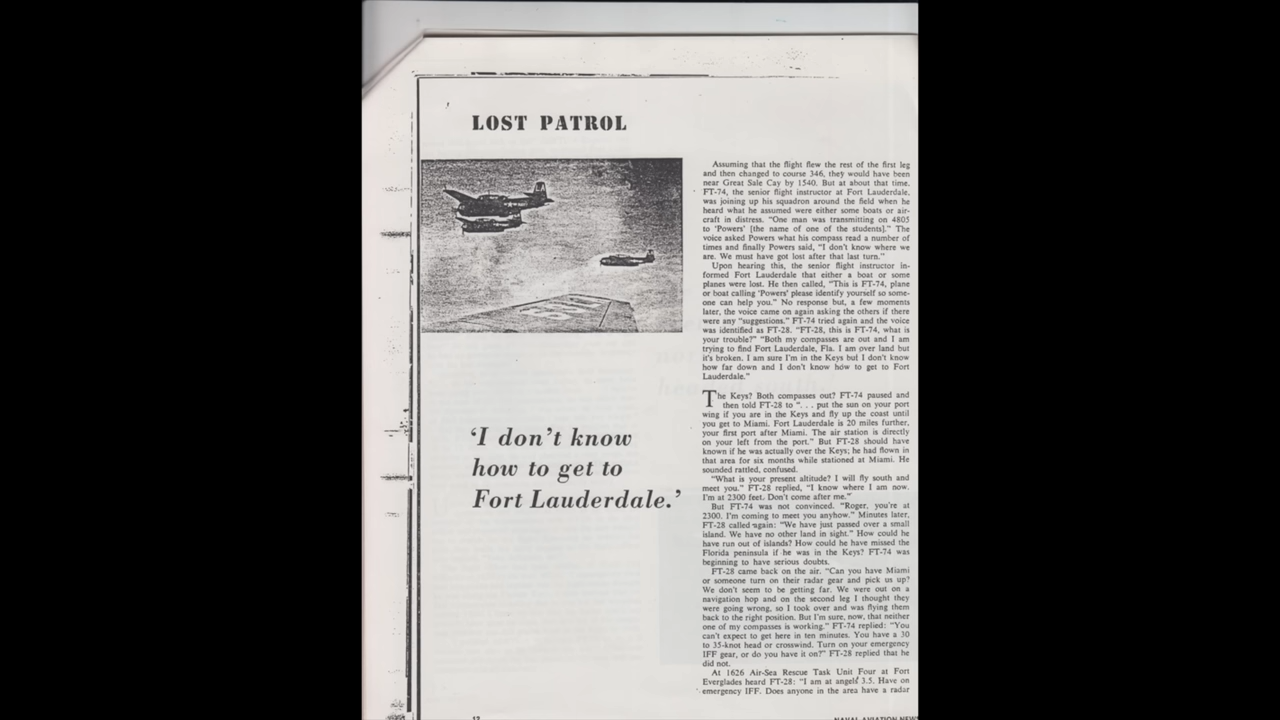 LOST PATROL
'I don't know
how to get to
Fort Lauderdale.'
Assuming that the flight flew the rest of the first leg
and then changed to course 346, they would have been
near Great Sale Cay by 1540. But at about that time,
FT-74, the senior flight instructor at Fort Lauderdale,
was joining up his squadron around the field when he
heard what he assumed were either some boats or air-
craft in distress. "One man was transmitting on 4805
to 'Powers' [the name of one of the students]." The
voice asked Powers what his compass read a number of
times and finally Powers said, "I don't know where we
are. We must have got lost after that last turn."
Upon hearing this, the senior flight instructor in-
formed Fort Lauderdale that either a boat or some
planes were lost. He then called, "This is FT-74, plane
or boat calling 'Powers' please identify yourself so some-
one can help you." No response but, a few moments
later, the voice came on again asking the others if there
were any "suggestions." FT-74 tried again and the voice
was identified as FT-28. "FT-28, this is FT-74, what is
your trouble?" "Both my compasses are out and I am
trying to find Fort Lauderdale, Fla. I am over land but
it's broken. I am sure I'm in the Keys but I don't know
how far down and I don't know how to get to Fort
Lauderdale."
The Keys? Both compasses out? FT-74 paused and
then told FT-28 to ". . . put the sun on your port
wing if you are in the Keys and fly up the coast until
you get to Miami. Fort Lauderdale is 20 miles further,
your first port after Miami. The air station is directly
on your left from the port." But FT-28 should have
known if he was actually over the Keys; he had flown in
that area for six months while stationed at Miami. He
sounded rattled, confused.
"What is your present altitude? I will fly south and
meet you." FT-28 replied, "I know where I am now.
I'm at 2300 feet. Don't come after me."
But FT-74 was not convinced. "Roger, you're at
2300. I'm coming to meet you anyhow." Minutes later,
FT-28 called again: "We have just passed over a small
island. We have no other land in sight." How could he
have run out of islands? How could he have missed the
Florida peninsula if he was in the Keys? FT-74 was
beginning to have serious doubts.
FT-28 came back on the air. "Can you have Miami
or someone turn on their radar gear and pick us up?
We don't seem to be getting far. We were out on a
navigation hop and on the second leg I thought they
were going wrong, so I took over and was flying them
back to the right position. But I'm sure, now, that neither
one of my compasses is working." FT-74 replied: "You
can't expect to get here in ten minutes. You have a 30
to 35-knot head or crosswind. Turn on your emergency
IFF gear, or do you have it on?" FT-28 replied that he
did not.
At 1626 Air-Sea Rescue Task Unit Four at Fort
Everglades heard FT-28: "I am at angels 3.5. Have on
emergency IFF. Does anyone in the area have a radar
12
NAVAL AVIATION NEWS